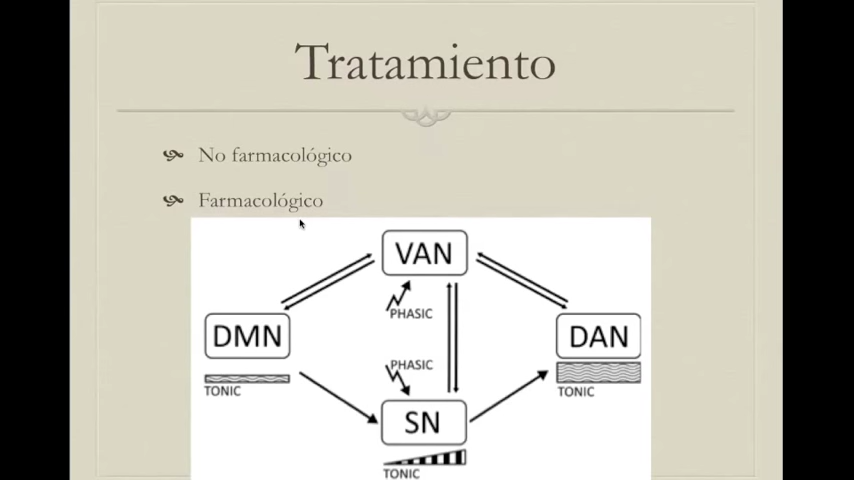 Tratamiento
No farmacológico
Farmacológico
VAN
PHASIC
DMN
DAN
PHASIC
TONIC
TONIC
SN
TONIC